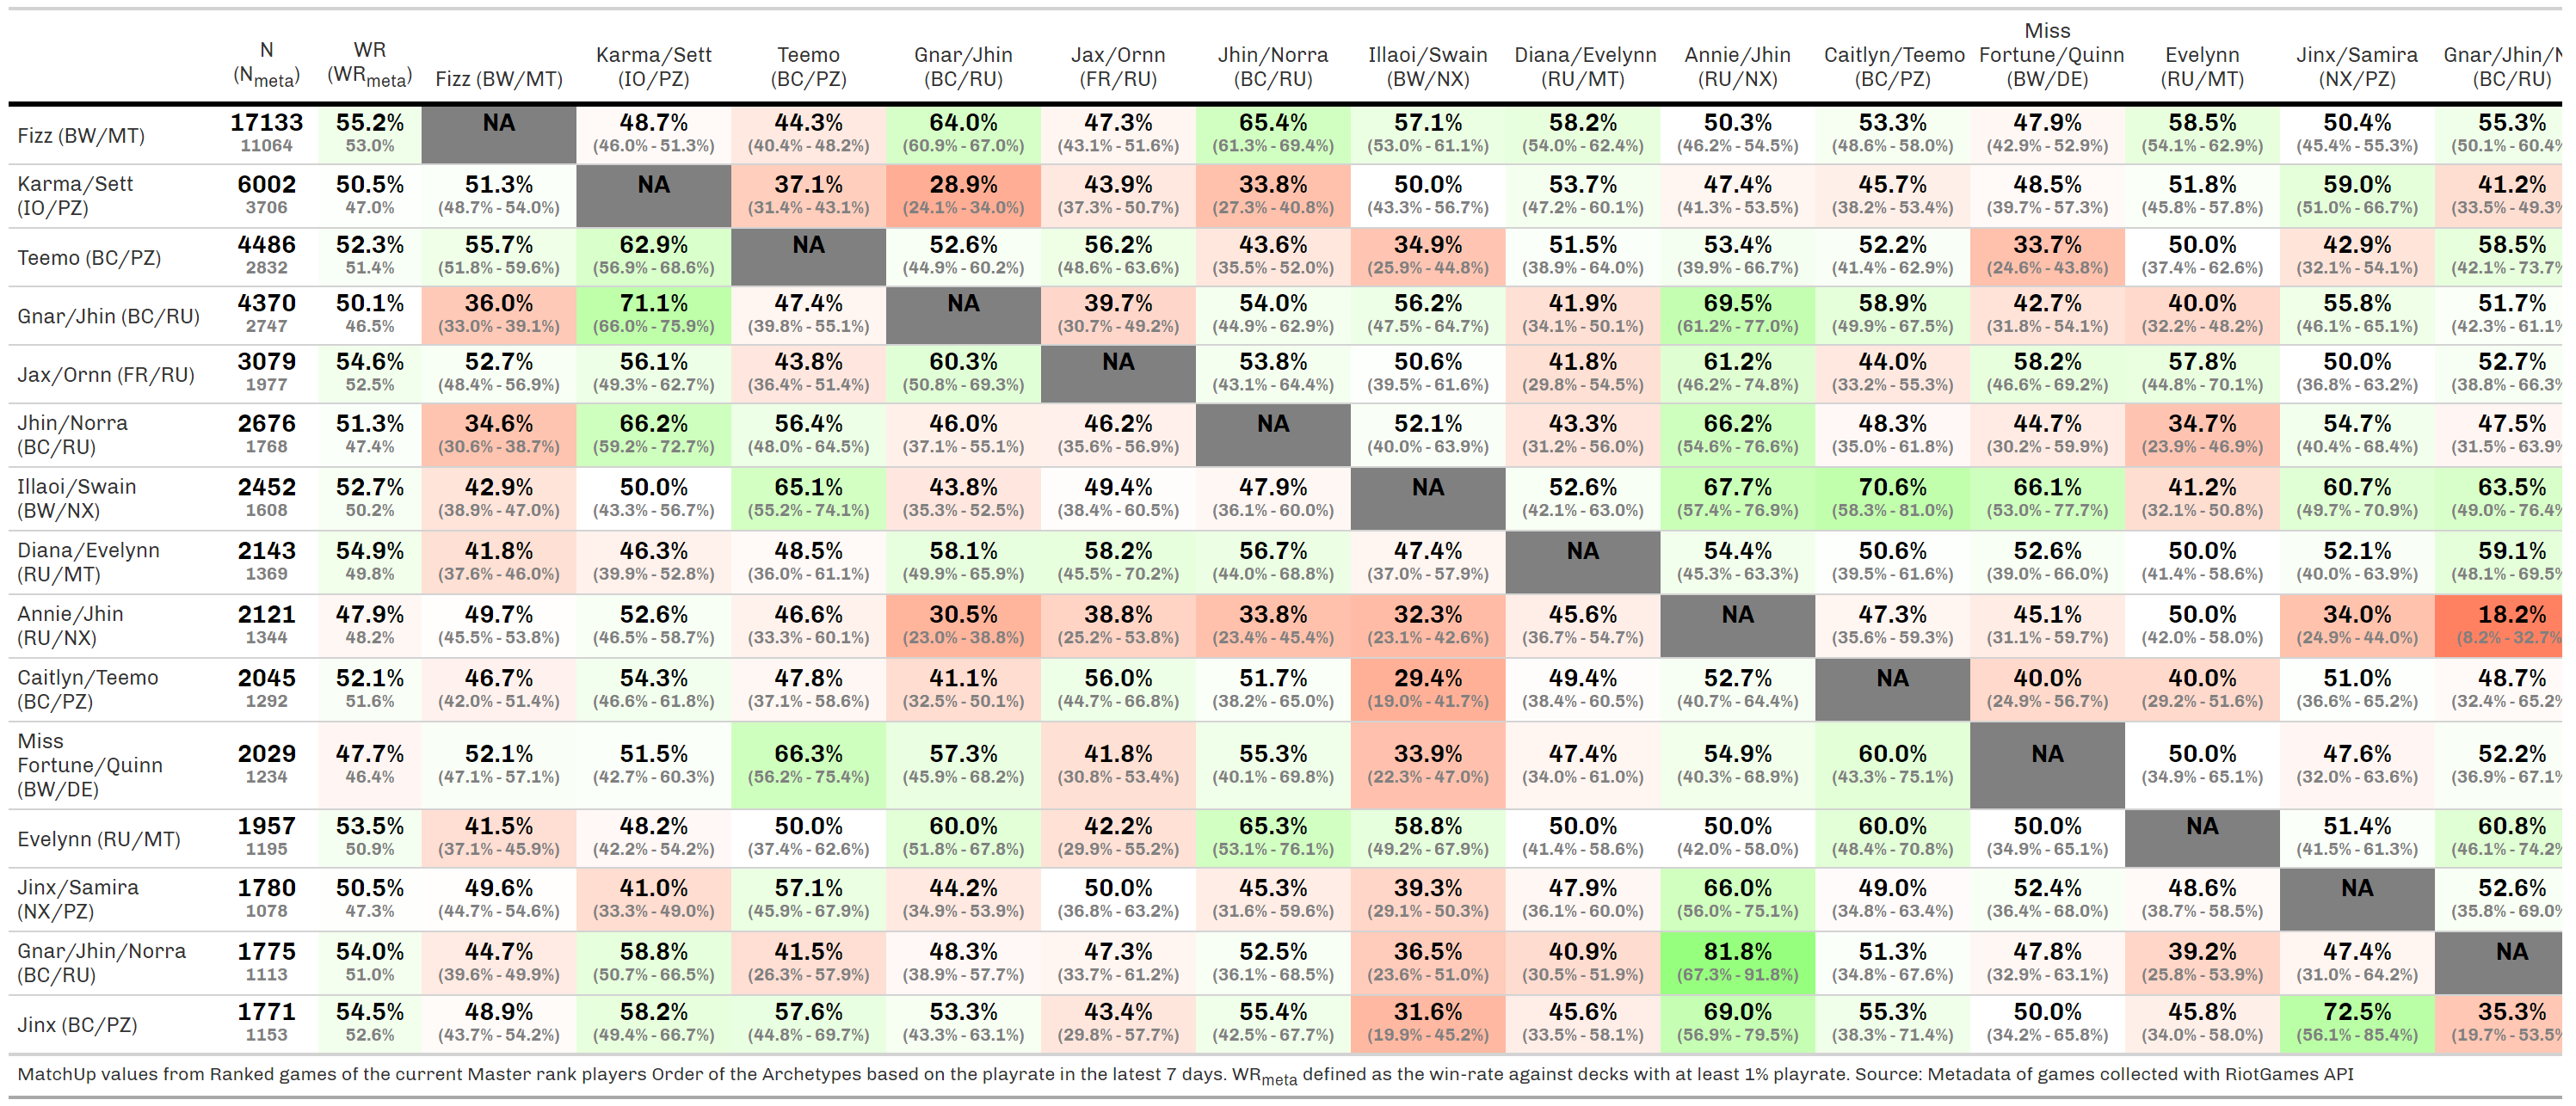 N (Nmeta) WR (WRmeta) Fizz (BW/MT) Karma/Sett (IO/PZ) Teemo (BC/PZ) Gnar/Jhin (BC/RU) Jax/Ornn (FR/RU) Jhin/Norra (BC/RU) Illaoi/Swain (BW/NX) Diana/Evelynn (RU/MT) Annie/Jhin (RU/NX) Caitlyn/Teemo (BC/PZ) Miss Fortune/Quinn (BW/DE) Evelynn (RU/MT) Jinx/Samira (NX/PZ) Gnar/Jhin/N (BC/RU)
Fizz (BW/MT) 17133 55.2% NA 48.7% 44.3% 64.0% 47.3% 65.4% 57.1% 58.2% 50.3% 53.3% 47.9% 58.5% 50.4% 55.3%
11064 53.0% (46.0% - 51.3%) (40.4% - 48.2%) (60.9% - 67.0%) (43.1% - 51.6%) (61.3% - 69.4%) (53.0% - 61.1%) (54.0% - 62.4%) (46.2% - 54.5%) (48.6% - 58.0%) (42.9% - 52.9%) (54.1% - 62.9%) (45.4% - 55.3%) (50.1% - 60.4%
Karma/Sett 6002 50.5% 51.3% NA 37.1% 28.9% 43.9% 33.8% 50.0% 53.7% 47.4% 45.7% 48.5% 51.8% 59.0% 41.2%
(IO/PZ) 3706 47.0% (48.7% - 54.0%) (31.4% - 43.1%) (24.1% - 34.0%) (37.3% - 50.7%) (27.3% - 40.8%) (43.3% - 56.7%) (47.2% - 60.1%) (41.3% - 53.5%) (38.2% - 53.4%) (39.7% - 57.3%) (45.8% - 57.8%) (51.0% - 66.7%) (33.5% - 49.3%
Teemo (BC/PZ) 4486 52.3% 55.7% 62.9% NA 52.6% 56.2% 43.6% 34.9% 51.5% 53.4% 52.2% 33.7% 50.0% 42.9% 58.5%
2832 51.4% (51.8% - 59.6%) (56.9% - 68.6%) (44.9% - 60.2%) (48.6% - 63.6%) (35.5% - 52.0%) (25.9% - 44.8%) (38.9% - 64.0%) (39.9% - 66.7%) (41.4% - 62.9%) (24.6% - 43.8%) (37.4% - 62.6%) (32.1% - 54.1%) (42.1% - 73.7%
Gnar/Jhin (BC/RU) 4370 50.1% 36.0% 71.1% 47.4% NA 39.7% 54.0% 56.2% 41.9% 69.5% 58.9% 42.7% 40.0% 55.8% 51.7%
2747 46.5% (33.0% - 39.1%) (66.0% - 75.9%) (39.8% - 55.1%) (30.7% - 49.2%) (44.9% - 62.9%) (47.5% - 64.7%) (34.1% - 50.1%) (61.2% - 77.0%) (49.9% - 67.5%) (31.8% - 54.1%) (32.2% - 48.2%) (46.1% - 65.1%) (42.3% - 61.1%
Jax/Ornn (FR/RU) 3079 54.6% 52.7% 56.1% 43.8% 60.3% NA 53.8% 50.6% 41.8% 61.2% 44.0% 58.2% 57.8% 50.0% 52.7%
1977 52.5% (48.4% - 56.9%) (49.3% - 62.7%) (36.4% - 51.4%) (50.8% - 69.3%) (43.1% - 64.4%) (39.5% - 61.6%) (29.8% - 54.5%) (46.2% - 74.8%) (33.2% - 55.3%) (46.6% - 69.2%) (44.8% - 70.1%) (36.8% - 63.2%) (38.8% - 66.3%
Jhin/Norra 2676 51.3% 34.6% 66.2% 56.4% 46.0% 46.2% NA 52.1% 43.3% 66.2% 48.3% 44.7% 34.7% 54.7% 47.5%
(BC/RU) 1768 47.4% (30.6% - 38.7%) (59.2% - 72.7%) (48.0% - 64.5%) (37.1% - 55.1%) (35.6% - 56.9%) (40.0% - 63.9%) (31.2% - 56.0%) (54.6% - 76.6%) (35.0% - 61.8%) (30.2% - 59.9%) (23.9% - 46.9%) (40.4% - 68.4%) (31.5% - 63.9%
Illaoi/Swain 2452 52.7% 42.9% 50.0% 65.1% 43.8% 49.4% 47.9% NA 52.6% 67.7% 70.6% 66.1% 41.2% 60.7% 63.5%
(BW/NX) 1608 50.2% (38.9% - 47.0%) (43.3% - 56.7%) (55.2% - 74.1%) (35.3% - 52.5%) (38.4% - 60.5%) (36.1% - 60.0%) (42.1% - 63.0%) (57.4% - 76.9%) (58.3% - 81.0%) (53.0% - 77.7%) (32.1% - 50.8%) (49.7% - 70.9%) (49.0% - 76.4%
Diana/Evelynn 2143 54.9% 41.8% 46.3% 48.5% 58.1% 58.2% 56.7% 47.4% NA 54.4% 50.6% 52.6% 50.0% 52.1% 59.1%
(RU/MT) 1369 49.8% (37.6% - 46.0%) (39.9% - 52.8%) (36.0% - 61.1%) (49.9% - 65.9%) (45.5% - 70.2%) (44.0% - 68.8%) (37.0% - 57.9%) (45.3% - 63.3%) (39.5% - 61.6%) (39.0% - 66.0%) (41.4% - 58.6%) (40.0% - 63.9%) (48.1% - 69.5%
Annie/Jhin 2121 47.9% 49.7% 52.6% 46.6% 30.5% 38.8% 33.8% 32.3% 45.6% NA 47.3% 45.1% 50.0% 34.0% 18.2%
(RU/NX) 1344 48.2% (45.5% - 53.8%) (46.5% - 58.7%) (33.3% - 60.1%) (23.0% - 38.8%) (25.2% - 53.8%) (23.4% - 45.4%) (23.1% - 42.6%) (36.7% - 54.7%) (35.6% - 59.3%) (31.1% - 59.7%) (42.0% - 58.0%) (24.9% - 44.0%) (8.2% - 32.7%
Caitlyn/Teemo 2045 52.1% 46.7% 54.3% 47.8% 41.1% 56.0% 51.7% 29.4% 49.4% 52.7% NA 40.0% 40.0% 51.0% 48.7%
(BC/PZ) 1292 51.6% (42.0% - 51.4%) (46.6% - 61.8%) (37.1% - 58.6%) (32.5% - 50.1%) (44.7% - 66.8%) (38.2% - 65.0%) (19.0% - 41.7%) (38.4% - 60.5%) (40.7% - 64.4%) (24.9% - 56.7%) (29.2% - 51.6%) (36.6% - 65.2%) (32.4% - 65.2%
Miss
Fortune/Quinn 2029 47.7% 52.1% 51.5% 66.3% 57.3% 41.8% 55.3% 33.9% 47.4% 54.9% 60.0% NA 50.0% 47.6% 52.2%
(BW/DE) 1234 46.4% (47.1% - 57.1%) (42.7% - 60.3%) (56.2% - 75.4%) (45.9% - 68.2%) (30.8% - 53.4%) (40.1% - 69.8%) (22.3% - 47.0%) (34.0% - 61.0%) (40.3% - 68.9%) (43.3% - 75.1%) (34.9% - 65.1%) (32.0% - 63.6%) (36.9% - 67.1%
Evelynn (RU/MT) 1957 53.5% 41.5% 48.2% 50.0% 60.0% 42.2% 65.3% 58.8% 50.0% 50.0% 60.0% 50.0% NA 51.4% 60.8%
1195 50.9% (37.1% - 45.9%) (42.2% - 54.2%) (37.4% - 62.6%) (51.8% - 67.8%) (29.9% - 55.2%) (53.1% - 76.1%) (49.2% - 67.9%) (41.4% - 58.6%) (42.0% - 58.0%) (48.4% - 70.8%) (34.9% - 65.1%) (41.5% - 61.3%) (46.1% - 74.2%
Jinx/Samira 1780 50.5% 49.6% 41.0% 57.1% 44.2% 50.0% 45.3% 39.3% 47.9% 66.0% 49.0% 52.4% 48.6% NA 52.6%
(NX/PZ) 1078 47.3% (44.7% - 54.6%) (33.3% - 49.0%) (45.9% - 67.9%) (34.9% - 53.9%) (36.8% - 63.2%) (31.6% - 59.6%) (29.1% - 50.3%) (36.1% - 60.0%) (56.0% - 75.1%) (34.8% - 63.4%) (36.4% - 68.0%) (38.7% - 58.5%) (35.8% - 69.0%
Gnar/Jhin/Norra 1775 54.0% 44.7% 58.8% 41.5% 48.3% 47.3% 52.5% 36.5% 40.9% 81.8% 51.3% 47.8% 39.2% 47.4% NA
(BC/RU) 1113 51.0% (39.6% - 49.9%) (50.7% - 66.5%) (26.3% - 57.9%) (38.9% - 57.7%) (33.7% - 61.2%) (36.1% - 68.5%) (23.6% - 51.0%) (30.5% - 51.9%) (67.3% - 91.8%) (34.8% - 67.6%) (32.9% - 63.1%) (25.8% - 53.9%) (31.0% - 64.2%)
Jinx (BC/PZ) 1771 54.5% 48.9% 58.2% 57.6% 53.3% 43.4% 55.4% 31.6% 45.6% 69.0% 55.3% 50.0% 45.8% 72.5% 35.3%
1153 52.6% (43.7% - 54.2%) (49.4% - 66.7%) (44.8% - 69.7%) (43.3% - 63.1%) (29.8% - 57.7%) (42.5% - 67.7%) (19.9% - 45.2%) (33.5% - 58.1%) (56.9% - 79.5%) (38.3% - 71.4%) (34.2% - 65.8%) (34.0% - 58.0%) (56.1% - 85.4%) (19.7% - 53.5%
MatchUp values from Ranked games of the current Master rank players Order of the Archetypes based on the playrate in the latest 7 days. WRmeta defined as the win-rate against decks with at least 1% playrate. Source: Metadata of games collected with RiotGames API